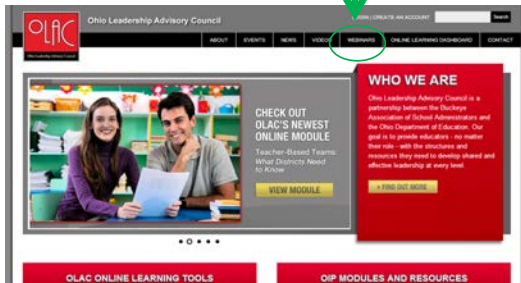 OLAC
Ohio Leadership Advisory Council
Ohio Leadership Advisory Council
LOGIN | CREATE AN ACCOUNT
Search
ABOUT EVENTS NEWS VIDEOS WEBINARS ONLINE LEARNING DASHBOARD CONTACT
CHECK OUT
OLAC'S NEWEST
ONLINE MODULE
Teacher-Based Teams:
What Districts Need
to Know
VIEW MODULE
WHO WE ARE
Ohio Leadership Advisory Council is a
partnership between the Buckeye
Association of School Administrators and
the Ohio Department of Education. Our
goal is to provide educators - no matter
their role - with the structures and
resources they need to develop shared and
effective leadership at every level.
+ FIND OUT MORE
OLAC ONLINE LEARNING TOOLS
OIP MODULES AND RESOURCES